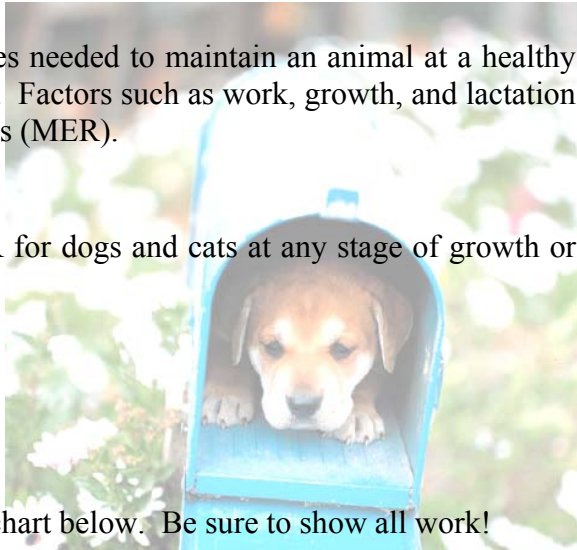 es needed to maintain an animal at a healthy
Factors such as work, growth, and lactation
s (MER).
for dogs and cats at any stage of growth or
hart below. Be sure to show all work!